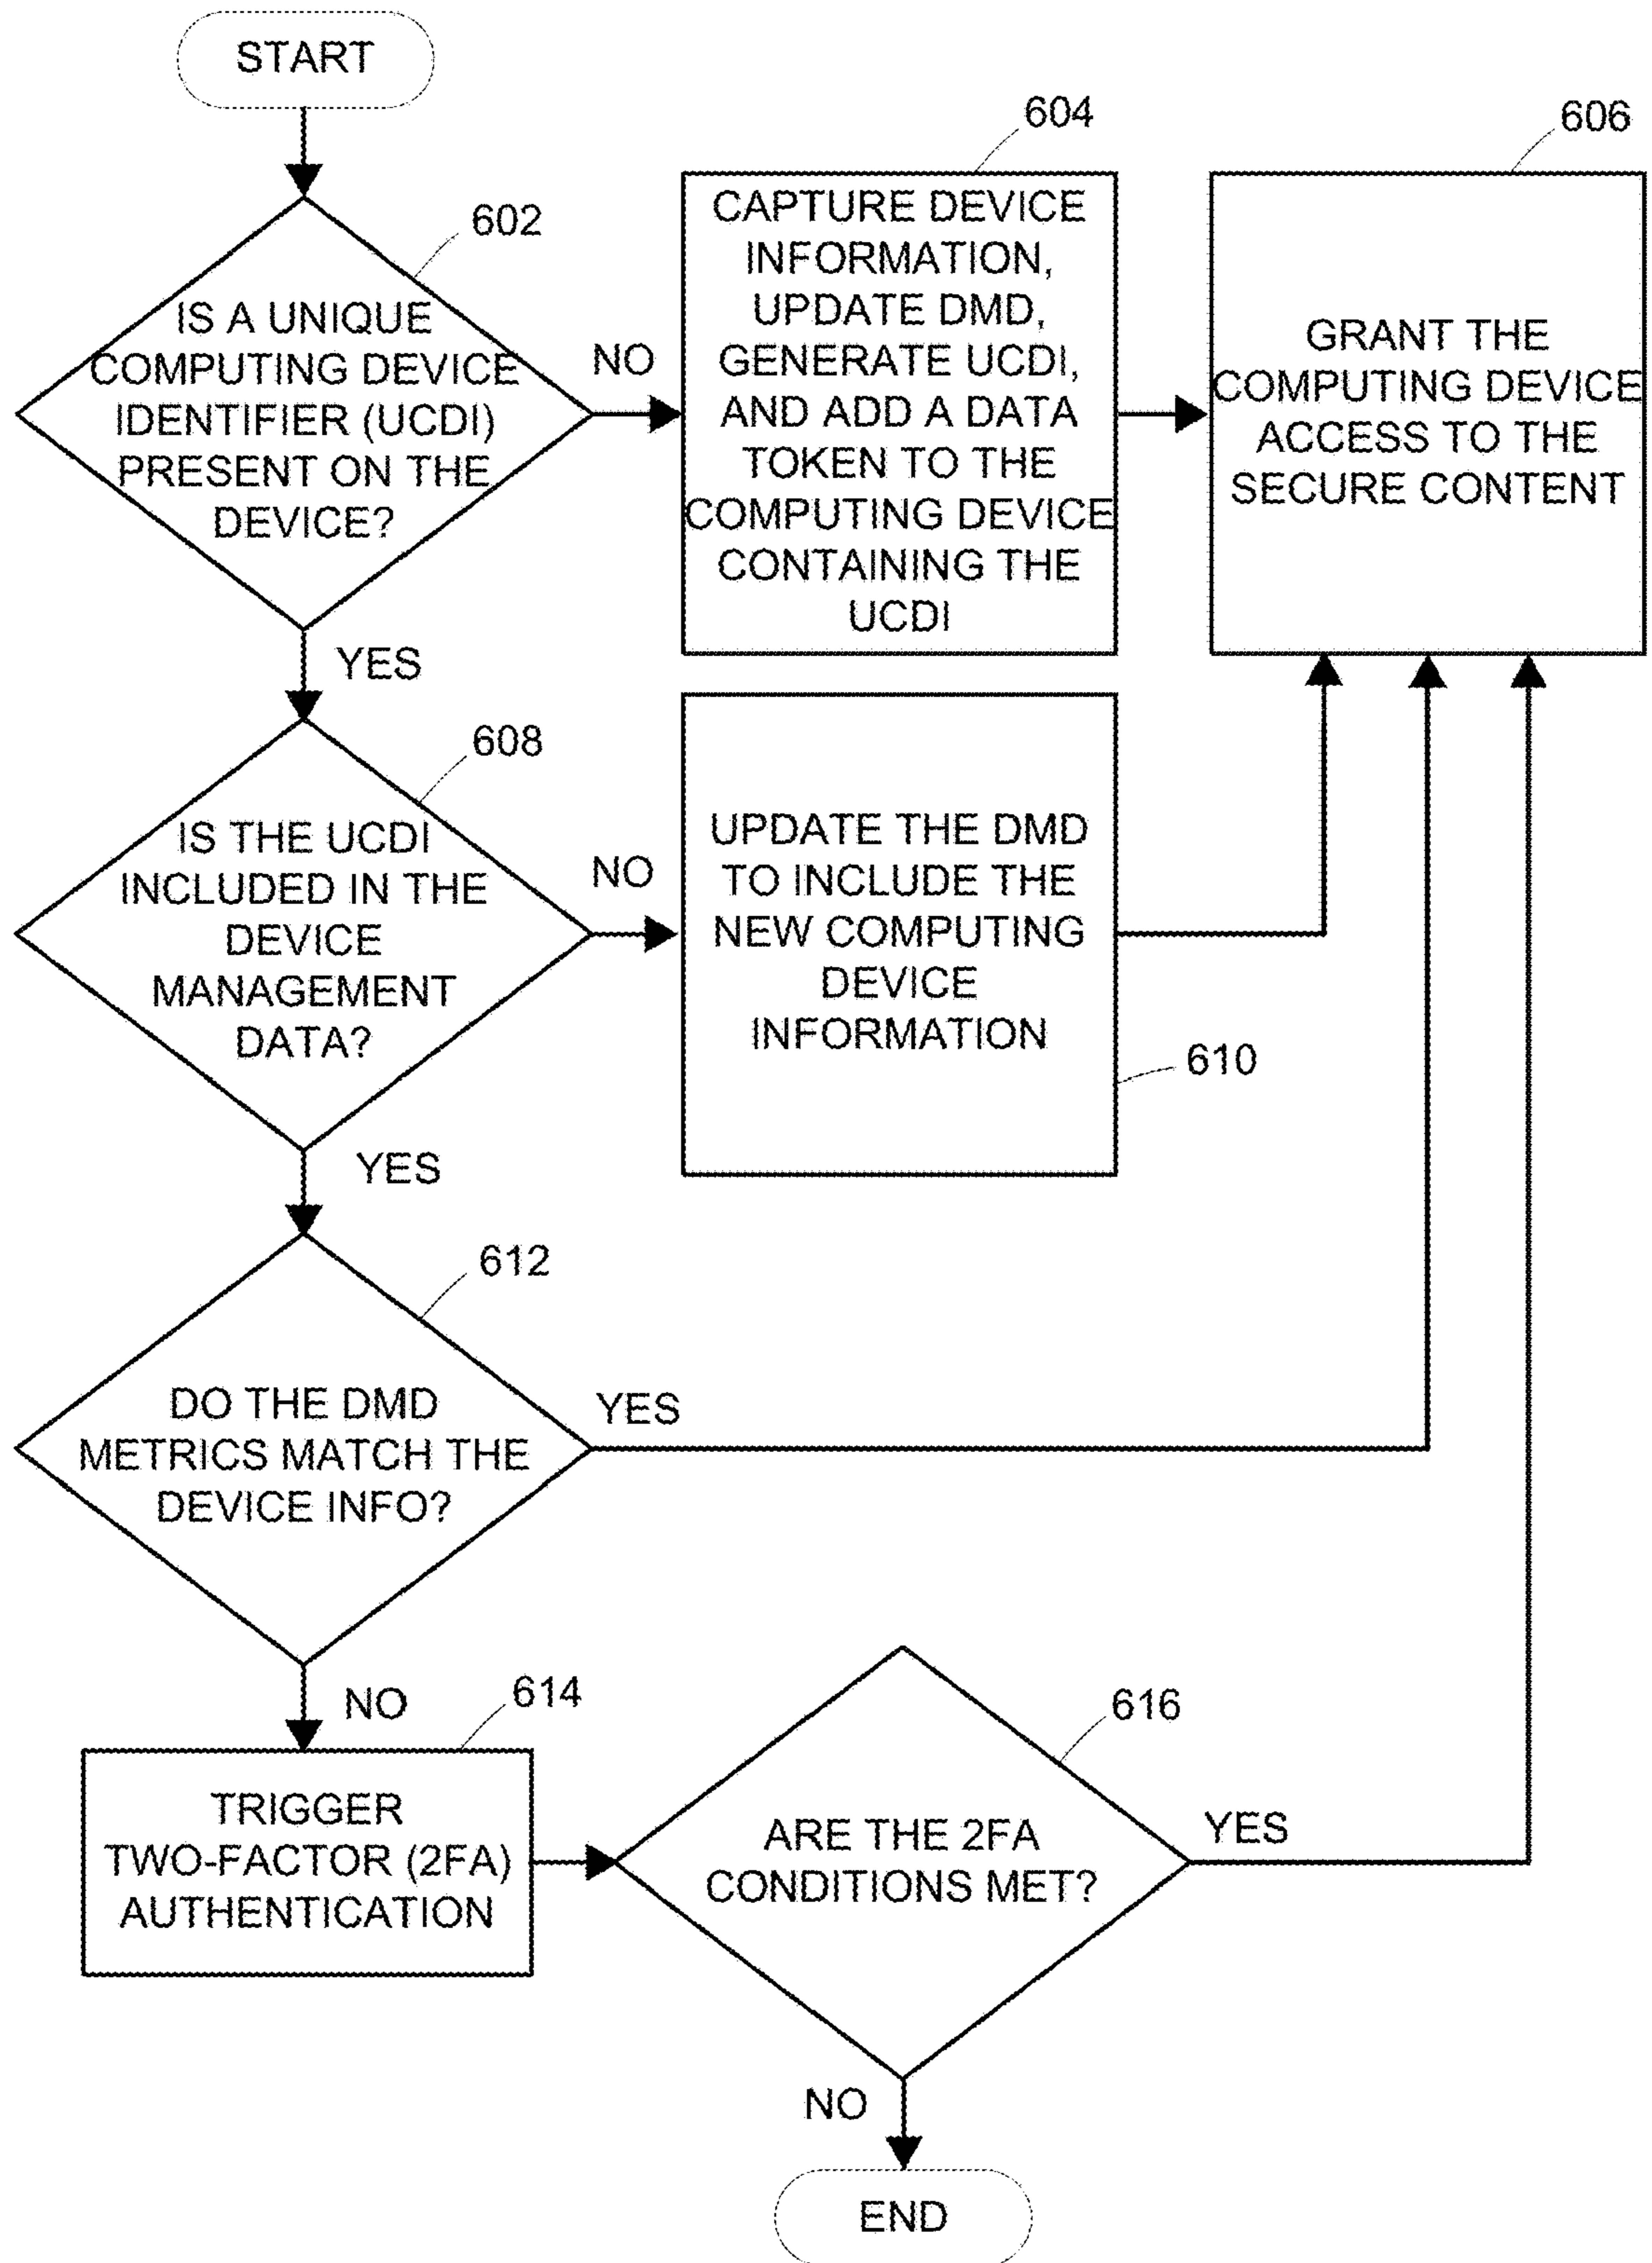 START
602
IS A UNIQUE
COMPUTING DEVICE
IDENTIFIER (UCDI)
PRESENT ON THE
DEVICE?
NO
YES
604
CAPTURE DEVICE
INFORMATION,
UPDATE DMD,
GENERATE UCDI,
AND ADD A DATA
TOKEN TO THE
COMPUTING DEVICE
CONTAINING THE
UCDI
606
GRANT THE
COMPUTING DEVICE
ACCESS TO THE
SECURE CONTENT
608
IS THE UCDI
INCLUDED IN THE
DEVICE
MANAGEMENT
DATA?
NO
YES
UPDATE THE DMD
TO INCLUDE THE
NEW COMPUTING
DEVICE
INFORMATION
610
612
DO THE DMD
METRICS MATCH THE
DEVICE INFO?
YES
NO
614
TRIGGER
TWO-FACTOR (2FA)
AUTHENTICATION
616
ARE THE 2FA
CONDITIONS MET?
YES
NO
END